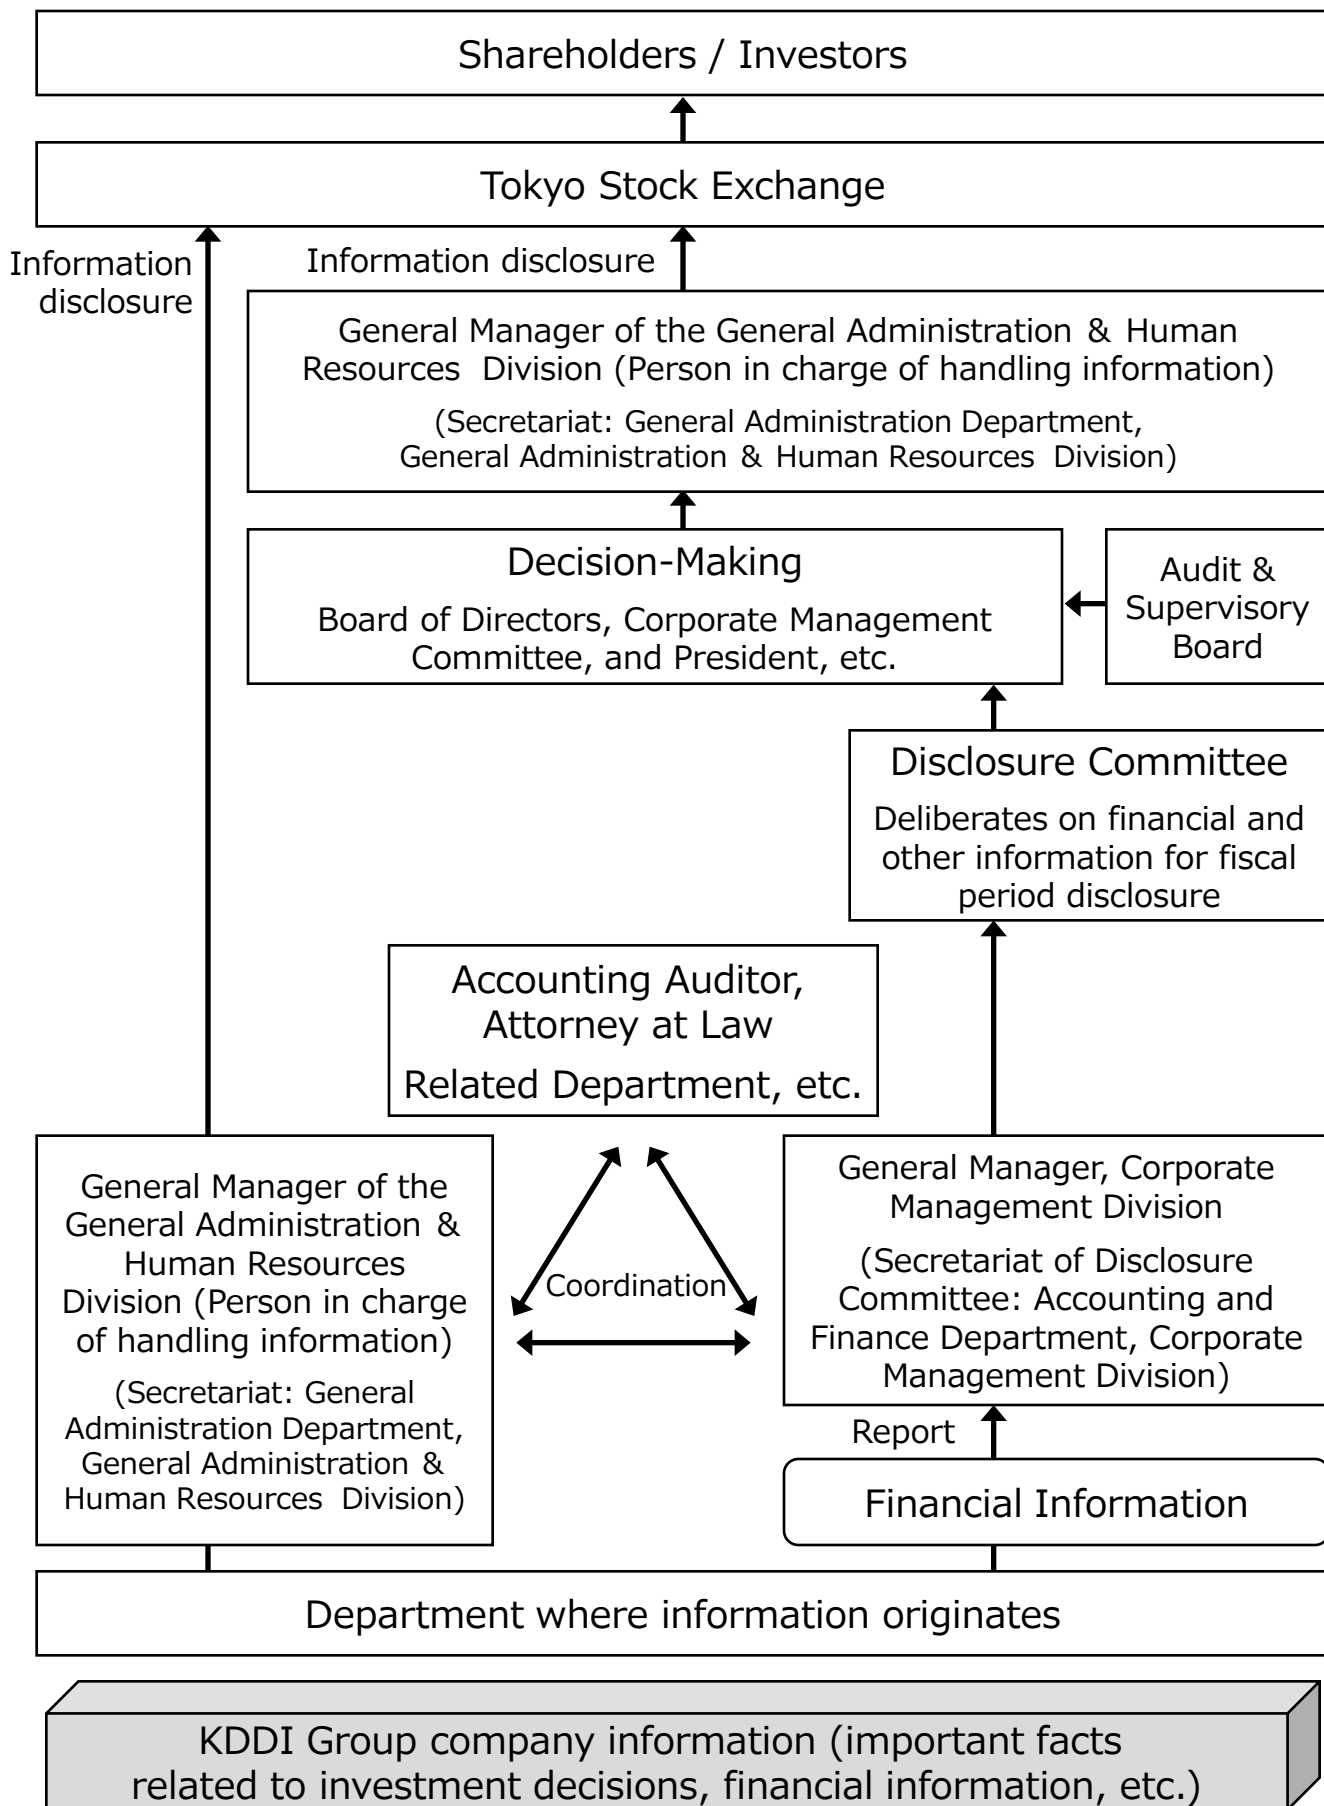 Shareholders / Investors
Tokyo Stock Exchange
Information
disclosure
Information disclosure
General Manager of the General Administration & Human
Resources Division (Person in charge of handling information)
(Secretariat: General Administration Department,
General Administration & Human Resources Division)
Decision-Making
Board of Directors, Corporate Management
Committee, and President, etc.
Audit &
Supervisory
Board
Disclosure Committee
Deliberates on financial and
other information for fiscal
period disclosure
Accounting Auditor,
Attorney at Law
Related Department, etc.
General Manager of the
General Administration &
Human Resources
Division (Person in charge
of handling information)
(Secretariat: General
Administration Department,
General Administration &
Human Resources Division)
Coordination
General Manager, Corporate
Management Division
(Secretariat of Disclosure
Committee: Accounting and
Finance Department, Corporate
Management Division)
Report
Financial Information
Department where information originates
KDDI Group company information (important facts
related to investment decisions, financial information, etc.)